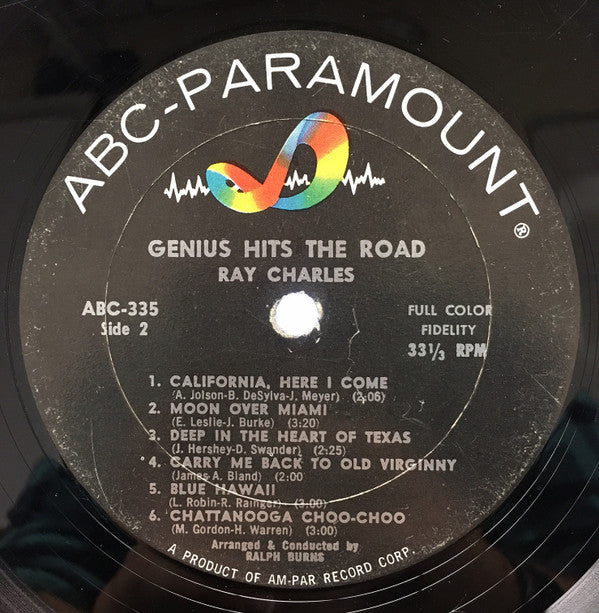 ABC-PARAMOUNT®
GENIUS HITS THE ROAD
RAY CHARLES
ABC-335
Side 2
FULL COLOR
FIDELITY
33⅓ RPM
1. CALIFORNIA, HERE I COME
(A. Jolson-B. DeSylva-J. Meyer) (2:06)
2. MOON OVER MIAMI
(E. Leslie-J. Burke) (3:20)
3. DEEP IN THE HEART OF TEXAS
(J. Hershey-D. Swander) (2:25)
4. CARRY ME BACK TO OLD VIRGINNY
(James A. Bland) (2:00
5. BLUE HAWAII
(L. Robin-R. Rainger) (3:00)
6. CHATTANOOGA CHOO-CHOO
(M. Gordon-H. Warren) (3:00)
Arranged & Conducted by
RALPH BURNS
A PRODUCT OF AM-PAR RECORD CORP.